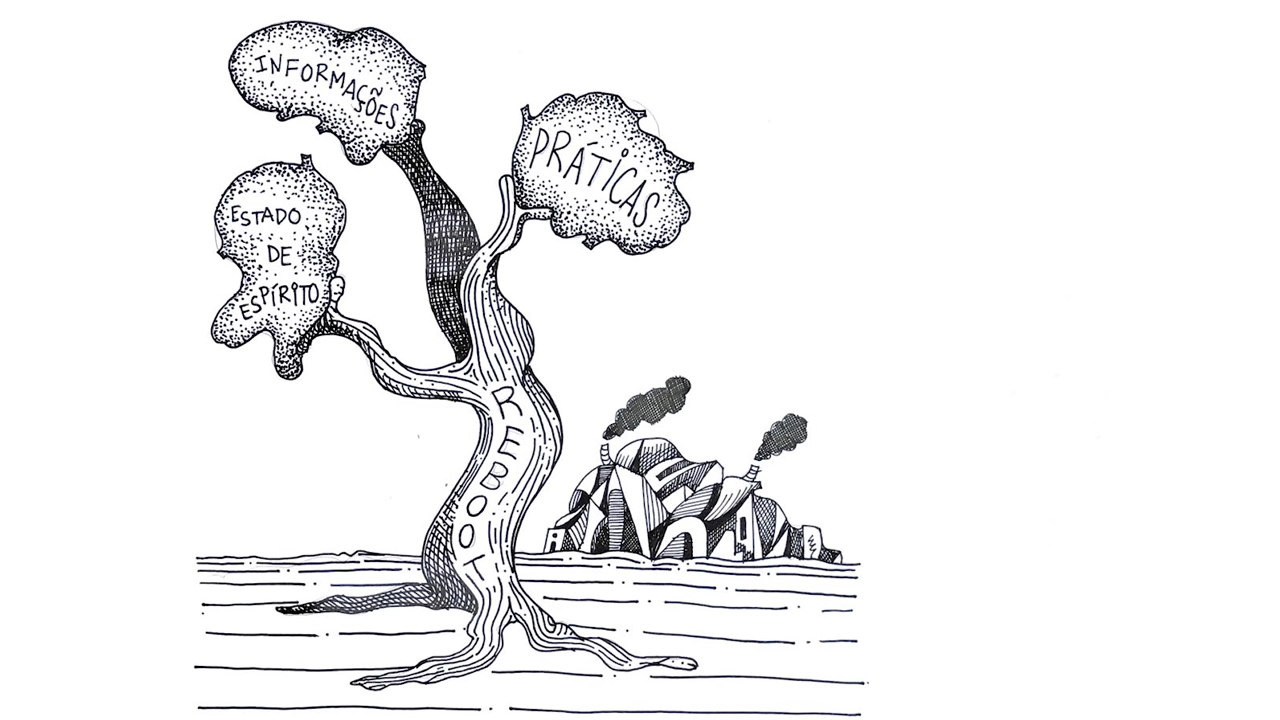 INFORMAÇÕES
PRÁTICAS
ESTADO
DE
ESPÍRITO
REBOOT